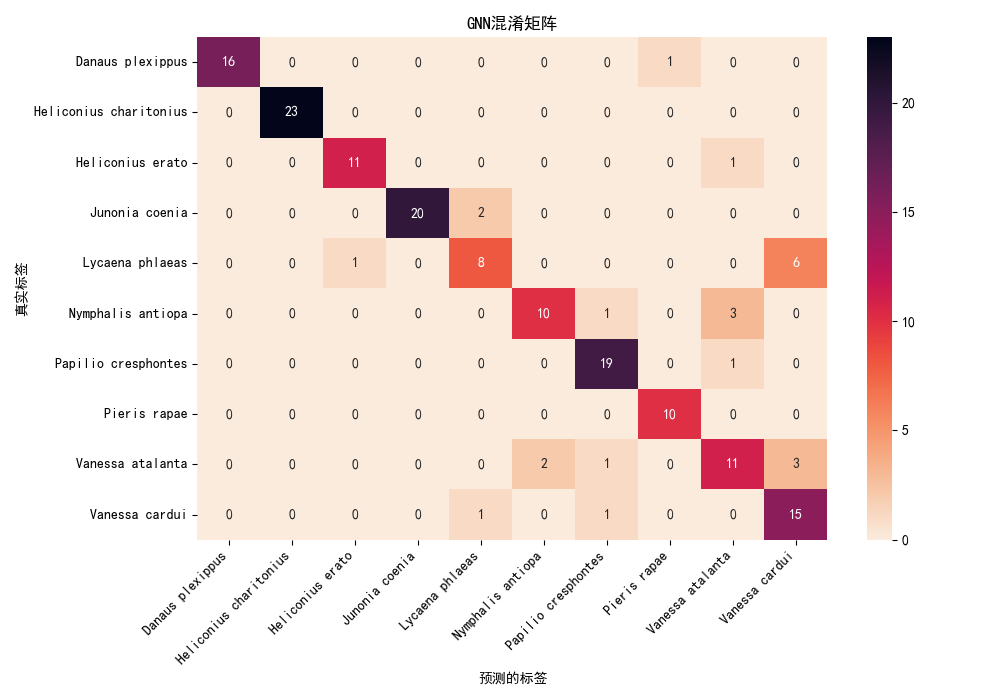 GNN混淆矩阵
真实标签
Danaus plexippus 16 0 0 0 0 0 0 1 0 0
Heliconius charitonius 0 23 0 0 0 0 0 0 0 0
Heliconius erato 0 0 11 0 0 0 0 0 1 0
Junonia coenia 0 0 0 20 2 0 0 0 0 0
Lycaena phlaeas 0 0 1 0 8 0 0 0 0 6
Nymphalis antiopa 0 0 0 0 0 10 1 0 3 0
Papilio cresphontes 0 0 0 0 0 0 19 0 1 0
Pieris rapae 0 0 0 0 0 0 0 10 0 0
Vanessa atalanta 0 0 0 0 0 2 1 0 11 3
Vanessa cardui 0 0 0 0 1 0 1 0 0 15
Danaus plexippus
Heliconius charitonius
Heliconius erato
Junonia coenia
Lycaena phlaeas
Nymphalis antiopa
Papilio cresphontes
Pieris rapae
Vanessa atalanta
Vanessa cardui
预测的标签
20
15
10
5
0